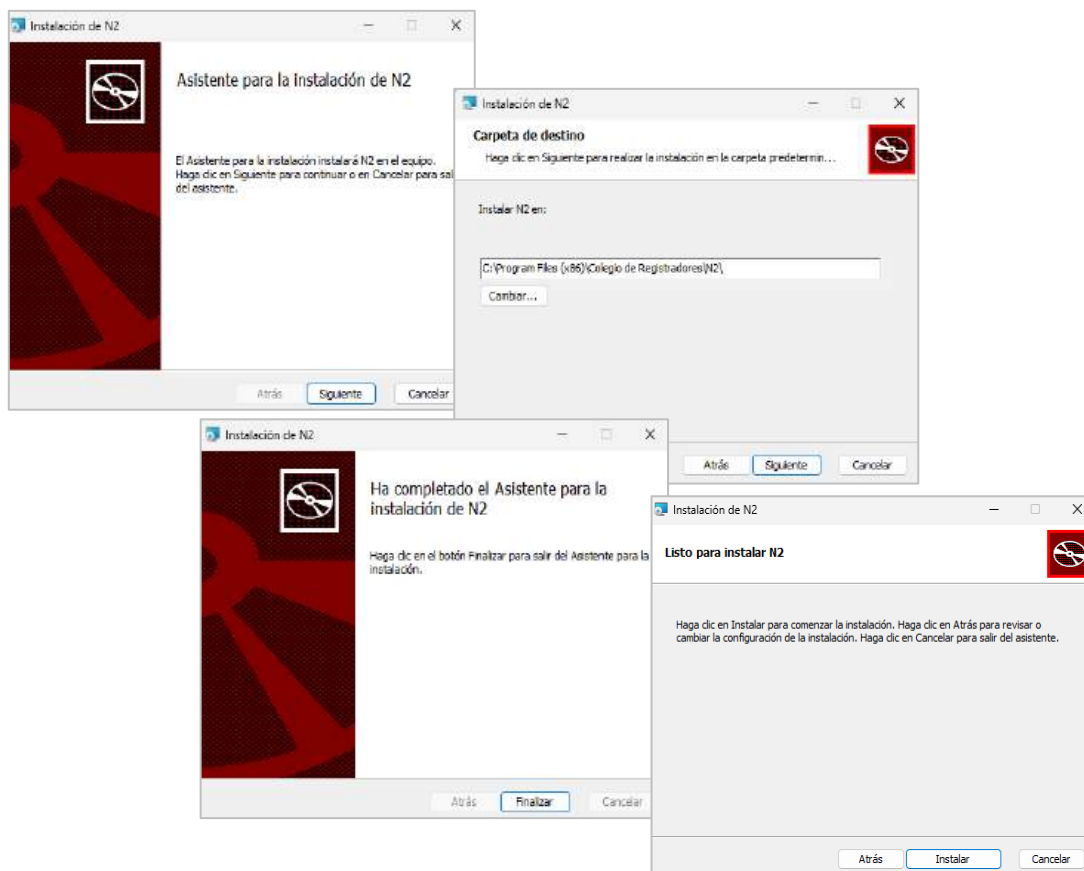 Instalación de N2
Asistente para la instalación de N2
El Asistente para la instalación instalará N2 en el equipo.
Haga clic en Siguiente para continuar o en Cancelar para sal
del asistente.
Atrás Siguiente Cancelar
Instalación de N2
Carpeta de destino
Haga clic en Siguiente para realizar la instalación en la carpeta predetermin...
Instalar N2 en:
C:\Program Files (x86)\Colegio de Registradores\N2\
Cambiar...
Atrás Siguiente Cancelar
Instalación de N2
Ha completado el Asistente para la
instalación de N2
Haga clic en el botón Finalizar para salir del Asistente para la
instalación.
Atrás Finalizar Cancelar
Instalación de N2
Listo para instalar N2
Haga clic en Instalar para comenzar la instalación. Haga clic en Atrás para revisar o
cambiar la configuración de la instalación. Haga clic en Cancelar para salir del asistente.
Atrás Instalar Cancelar